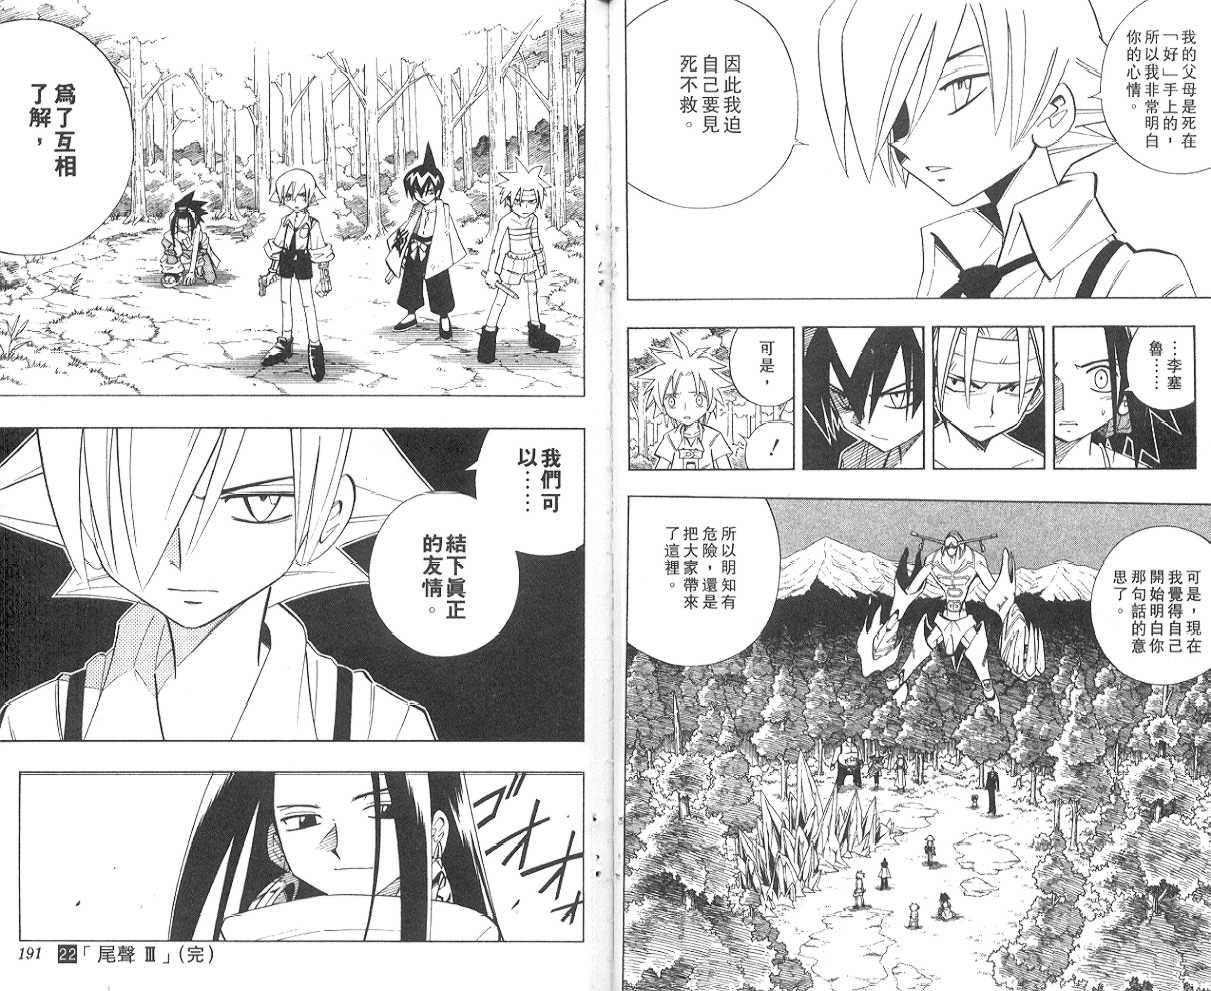 我的父母是死在
「好」手上的，
所以我非常明白
你的心情。
因此我迫
自己要見
死不救。
…李塞
魯……
可是，
！
可是，現在
我覺得自己
開始明白你
那句話的意
思了。
所以明知有
危險，還是
把大家帶來
了這裡。
為了互相
了解，
我們可
以……
結下真正
的友情。
ゴオオオオ
191 22「尾聲 Ⅲ」(完)